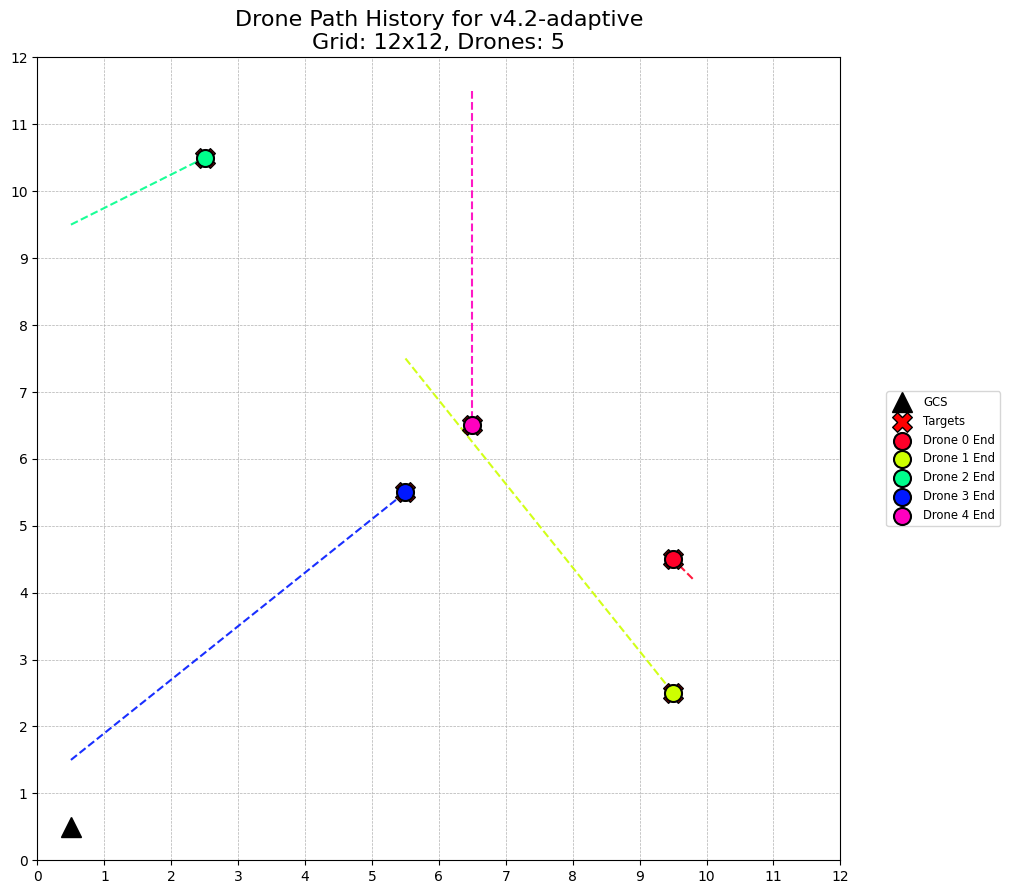 Drone Path History for v4.2-adaptive
Grid: 12x12, Drones: 5
12
11
10
9
8
7
6
5
4
3
2
1
0
0 1 2 3 4 5 6 7 8 9 10 11 12
GCS
Targets
Drone 0 End
Drone 1 End
Drone 2 End
Drone 3 End
Drone 4 End